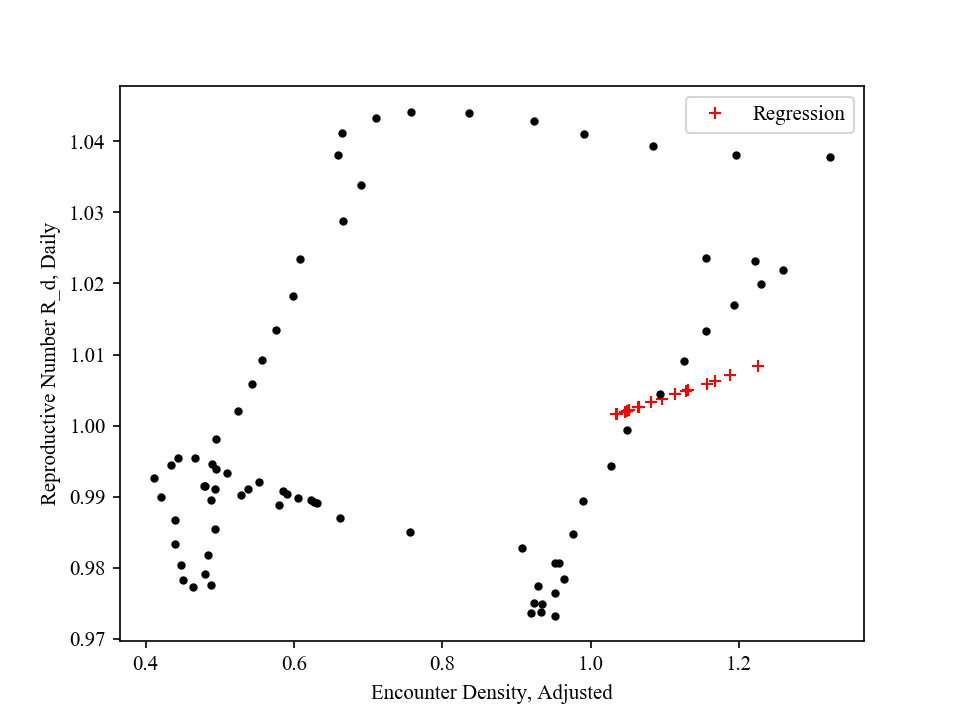 Regression
1.04
1.03
1.02
1.01
1.00
0.99
0.98
0.97
Reproductive Number R_d, Daily
0.4 0.6 0.8 1.0 1.2
Encounter Density, Adjusted